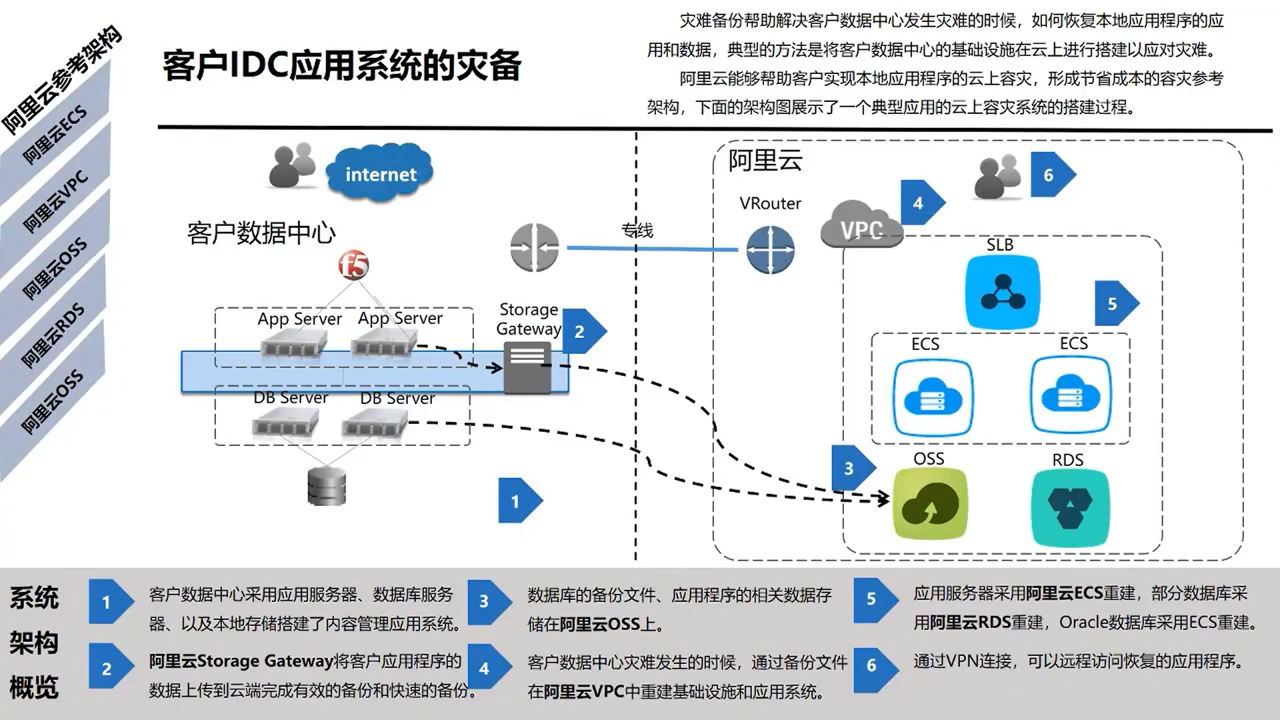 阿里云参考架构
阿里云ECS
阿里云VPC
阿里云OSS
阿里云RDS
阿里云OSS
客户IDC应用系统的灾备
灾难备份帮助解决客户数据中心发生灾难的时候，如何恢复本地应用程序的应
用和数据，典型的方法是将客户数据中心的基础设施在云上进行搭建以应对灾难。
阿里云能够帮助客户实现本地应用程序的云上容灾，形成节省成本的容灾参考
架构，下面的架构图展示了一个典型应用的云上容灾系统的搭建过程。
internet
客户数据中心
f5
App Server
App Server
Storage
Gateway
2
DB Server
DB Server
1
专线
阿里云
VRouter
VPC
4
6
SLB
5
ECS
ECS
3
OSS
RDS
系统
架构
概览
1
客户数据中心采用应用服务器、数据库服务
器、以及本地存储搭建了内容管理应用系统。
2
阿里云Storage Gateway将客户应用程序的
数据上传到云端完成有效的备份和快速的备份。
3
数据库的备份文件、应用程序的相关数据存
储在阿里云OSS上。
4
客户数据中心灾难发生的时候，通过备份文件
在阿里云VPC中重建基础设施和应用系统。
5
应用服务器采用阿里云ECS重建，部分数据库采
用阿里云RDS重建，Oracle数据库采用ECS重建。
6
通过VPN连接，可以远程访问恢复的应用程序。